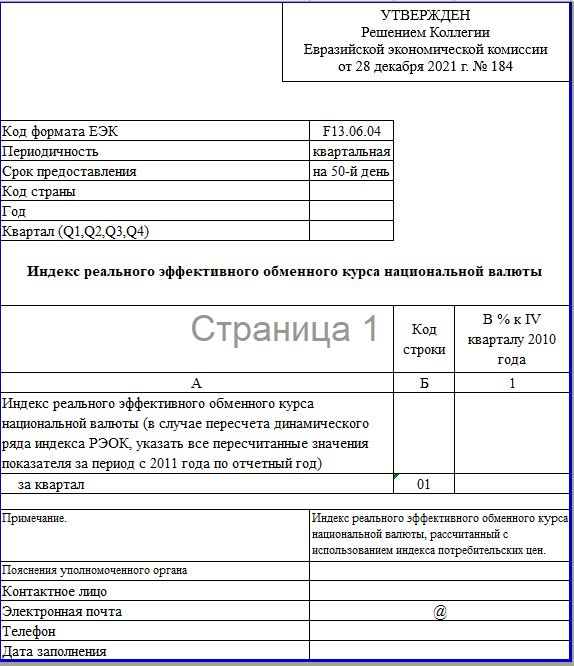 УТВЕРЖДЕН
Решением Коллегии
Евразийской экономической комиссии
от 28 декабря 2021 г. № 184
Код формата ЕЭК F13.06.04
Периодичность квартальная
Срок предоставления на 50-й день
Код страны
Год
Квартал (Q1,Q2,Q3,Q4)
Индекс реального эффективного обменного курса национальной валюты
Страница 1
Код
строки
В % к IV
кварталу 2010
года
А Б 1
Индекс реального эффективного обменного курса
национальной валюты (в случае пересчета динамического
ряда индекса РЭОК, указать все пересчитанные значения
показателя за период с 2011 года по отчетный год)
за квартал 01
Примечание.
Индекс реального эффективного обменного курса
национальной валюты, рассчитанный с
использованием индекса потребительских цен.
Пояснения уполномоченного органа
Контактное лицо
Электронная почта @
Телефон
Дата заполнения